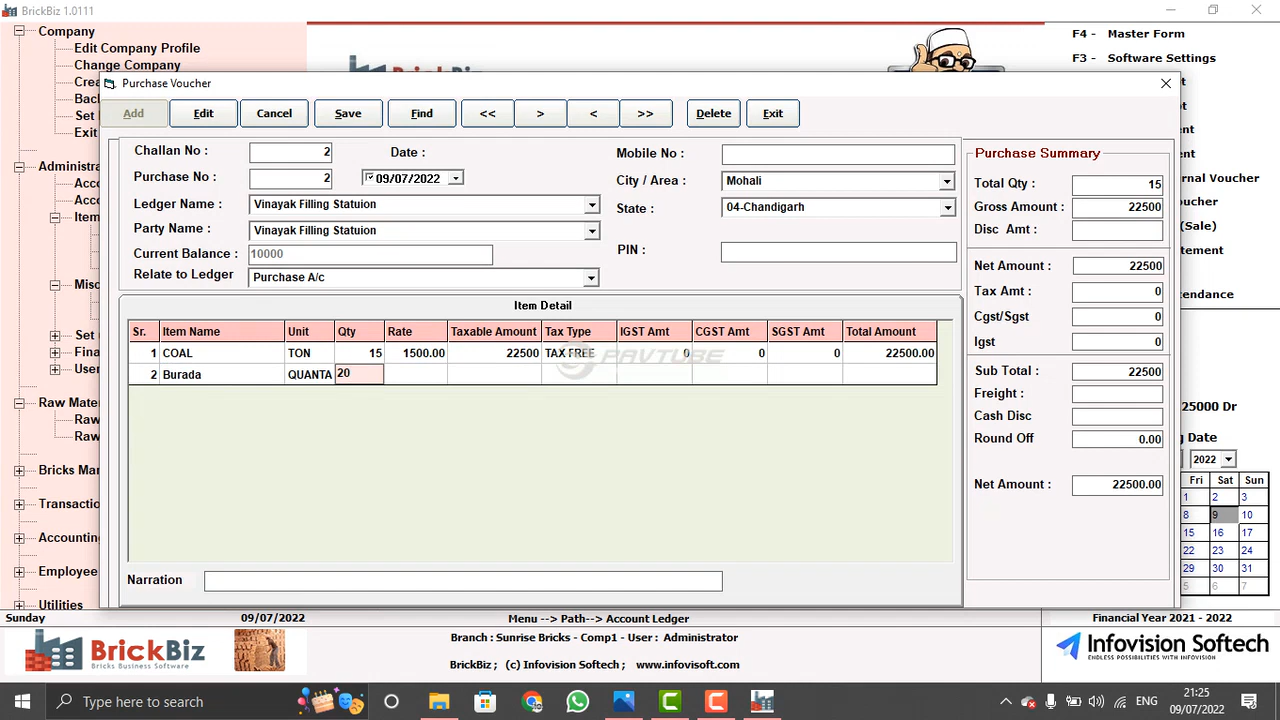 BrickBiz 1.0111
Company
Edit Company Profile
Change Company
Crea
Back
Set
Exit
Administra
Acco
Acco
Item
Misc
Set
Fina
User
Raw Mate
Raw
Raw
Bricks Man
Transactio
Accounting
Employee
Utilities
F4 - Master Form
F3 - Software Settings
rnal Voucher
ucher
(Sale)
tement
tendance
25000 Dr
g Date
2022
Fri Sat Sun
1 2 3
8 9 10
15 16 17
22 23 24
29 30 31
5 6 7
Purchase Voucher
Add Edit Cancel Save Find << > < >> Delete Exit
Challan No : 2 Date :
Purchase No : 2 09/07/2022
Ledger Name : Vinayak Filling Statuion
Party Name : Vinayak Filling Statuion
Current Balance : 10000
Relate to Ledger Purchase A/c
Mobile No :
City / Area : Mohali
State : 04-Chandigarh
PIN :
Item Detail
Sr. Item Name Unit Qty Rate Taxable Amount Tax Type IGST Amt CGST Amt SGST Amt Total Amount
1 COAL TON 15 1500.00 22500 TAX FREE 0 0 0 22500.00
2 Burada QUANTA 20
PAVTUBE
Narration
Purchase Summary
Total Qty : 15
Gross Amount : 22500
Disc Amt :
Net Amount : 22500
Tax Amt : 0
Cgst/Sgst 0
Igst 0
Sub Total : 22500
Freight :
Cash Disc
Round Off 0.00
Net Amount : 22500.00
Sunday 09/07/2022 Menu --> Path--> Account Ledger Financial Year 2021 - 2022
BrickBiz
Bricks Business Software
Branch : Sunrise Bricks - Comp1 - User : Administrator
BrickBiz ; (c) Infovision Softech ; www.infovisoft.com
Infovision Softech
ENDLESS POSSIBILITIES WITH INFOVISION
Type here to search
ENG
21:25
09/07/2022